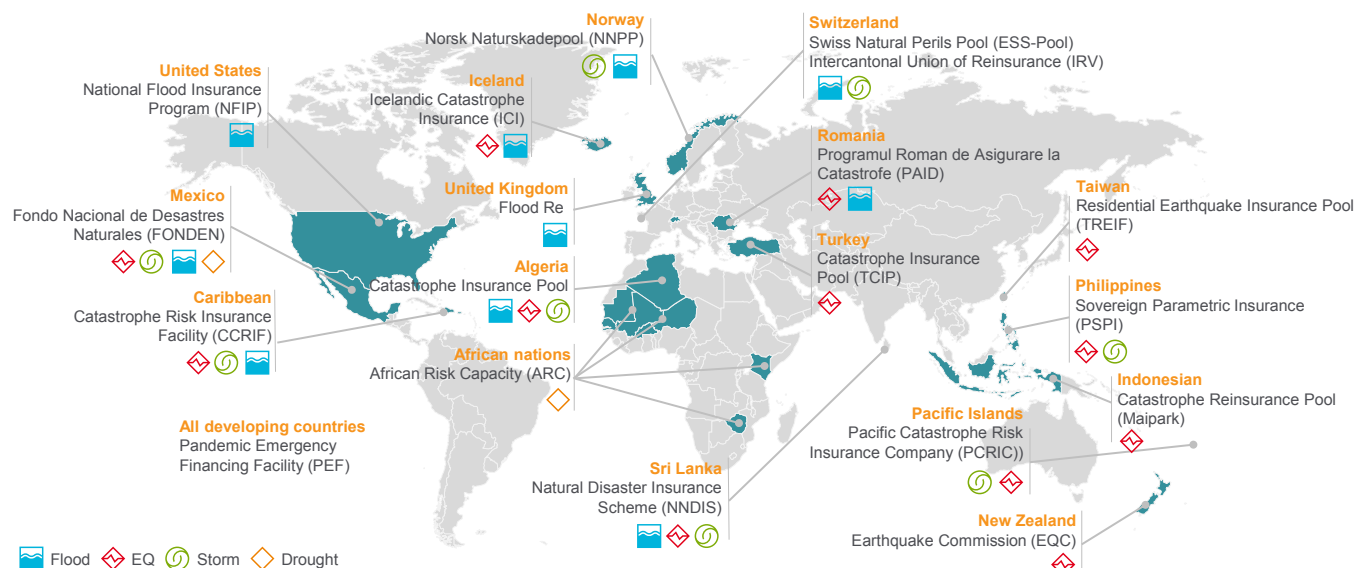 Norway
Norsk Naturskadepool (NNPP)
Switzerland
Swiss Natural Perils Pool (ESS-Pool)
Intercantonal Union of Reinsurance (IRV)
United States
National Flood Insurance
Program (NFIP)
Iceland
Icelandic Catastrophe
Insurance (ICI)
Romania
Programul Roman de Asigurare la
Catastrofe (PAID)
Mexico
Fondo Nacional de Desastres
Naturales (FONDEN)
United Kingdom
Flood Re
Taiwan
Residential Earthquake Insurance Pool
(TREIF)
Turkey
Catastrophe Insurance
Pool (TCIP)
Algeria
Catastrophe Insurance Pool
Caribbean
Catastrophe Risk Insurance
Facility (CCRIF)
Philippines
Sovereign Parametric Insurance
(PSPI)
African nations
African Risk Capacity (ARC)
Indonesian
Catastrophe Reinsurance Pool
(Maipark)
All developing countries
Pandemic Emergency
Financing Facility (PEF)
Pacific Islands
Pacific Catastrophe Risk
Insurance Company (PCRIC))
Sri Lanka
Natural Disaster Insurance
Scheme (NNDIS)
New Zealand
Earthquake Commission (EQC)
Flood EQ Storm Drought